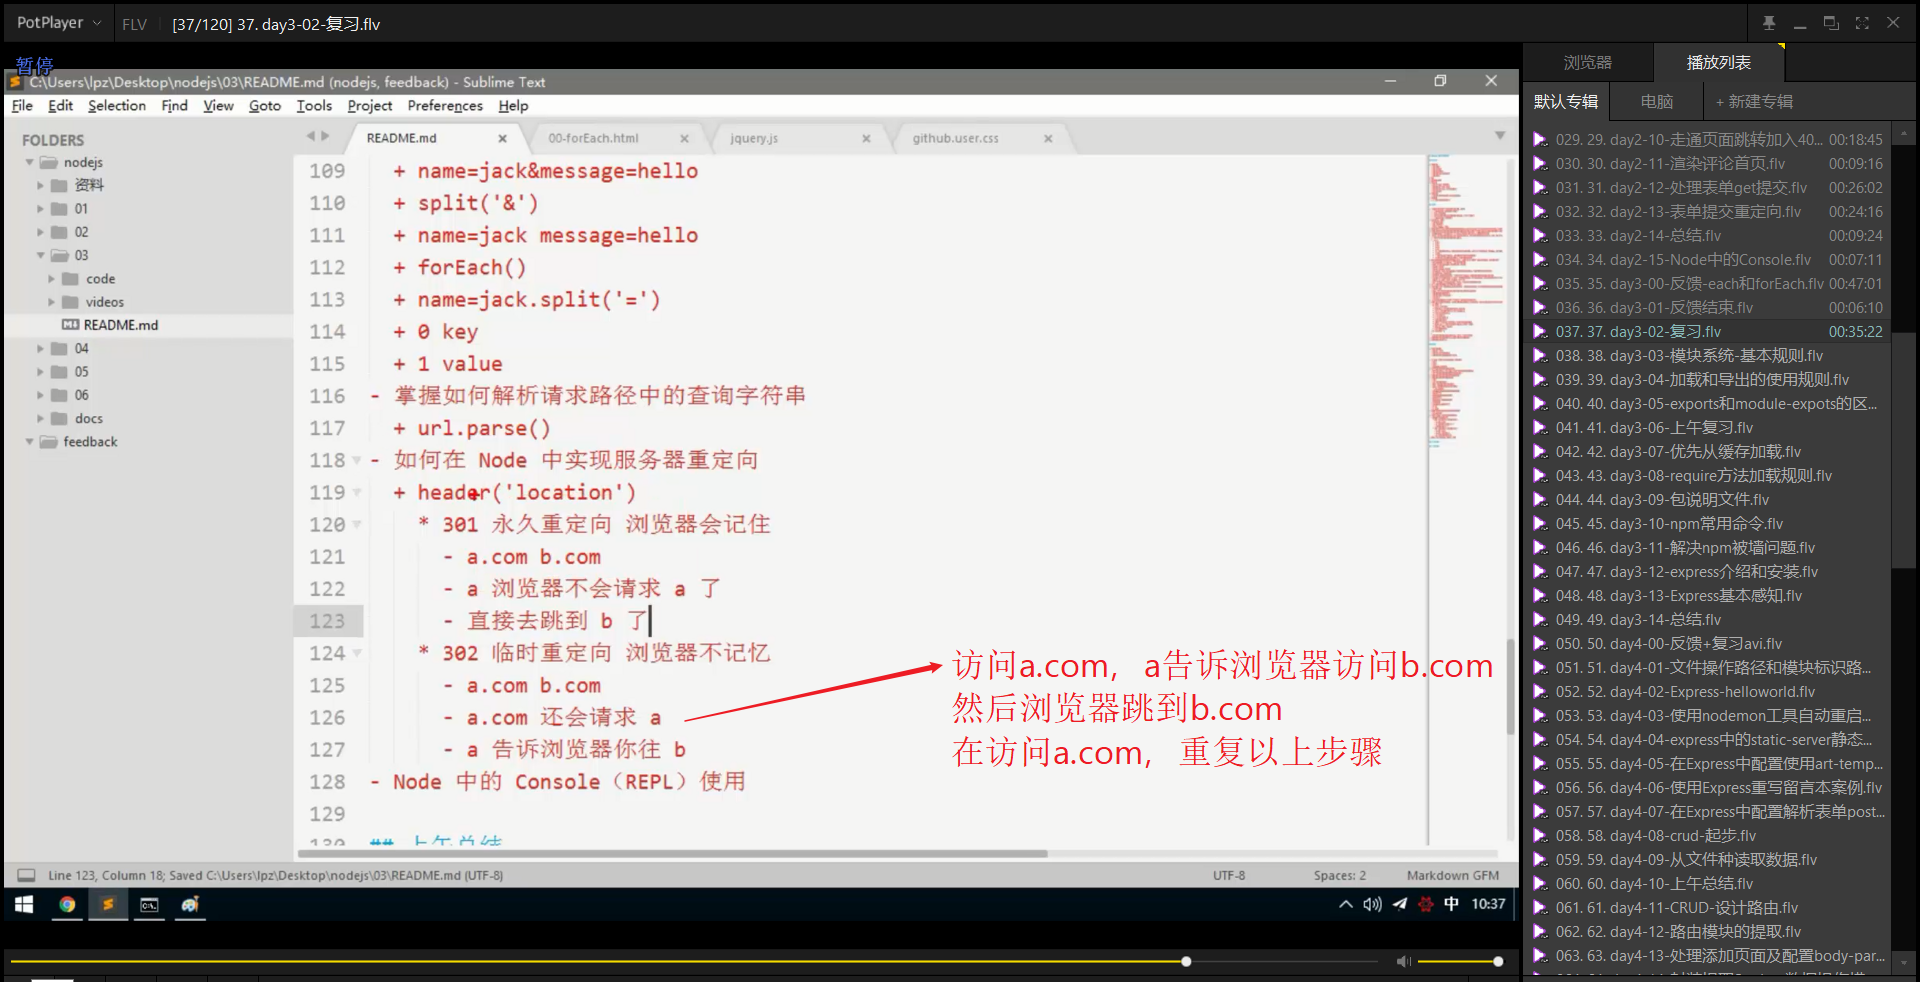 PotPlayer
FLV
[37/120] 37. day3-02-复习.flv
暂停
C:\Users\lpz\Desktop\nodejs\03\README.md (nodejs, feedback) - Sublime Text
File Edit Selection Find View Goto Tools Project Preferences Help
FOLDERS
nodejs
资料
01
02
03
code
videos
README.md
04
05
06
docs
feedback
README.md
00-forEach.html
jquery.js
github.user.css
109 + name=jack&message=hello
110 + split('&')
111 + name=jack message=hello
112 + forEach()
113 + name=jack.split('=')
114 + 0 key
115 + 1 value
116 - 掌握如何解析请求路径中的查询字符串
117 + url.parse()
118 - 如何在 Node 中实现服务器重定向
119 + header('location')
120 * 301 永久重定向 浏览器会记住
121 - a.com b.com
122 - a 浏览器不会请求 a 了
123 - 直接去跳到 b 了
124 * 302 临时重定向 浏览器不记忆
125 - a.com b.com
126 - a.com 还会请求 a
127 - a 告诉浏览器你往 b
128 - Node 中的 Console（REPL）使用
129
130 ## 上午总结
访问a.com，a告诉浏览器访问b.com
然后浏览器跳到b.com
在访问a.com，重复以上步骤
Line 123, Column 18; Saved C:\Users\lpz\Desktop\nodejs\03\README.md (UTF-8)
UTF-8
Spaces: 2
Markdown GFM
中
10:37
浏览器
播放列表
默认专辑
电脑
+ 新建专辑
029. 29. day2-10-走通页面跳转加入40... 00:18:45
030. 30. day2-11-渲染评论首页.flv 00:09:16
031. 31. day2-12-处理表单get提交.flv 00:26:02
032. 32. day2-13-表单提交重定向.flv 00:24:16
033. 33. day2-14-总结.flv 00:09:24
034. 34. day2-15-Node中的Console.flv 00:07:11
035. 35. day3-00-反馈-each和forEach.flv 00:47:01
036. 36. day3-01-反馈结束.flv 00:06:10
037. 37. day3-02-复习.flv 00:35:22
038. 38. day3-03-模块系统-基本规则.flv
039. 39. day3-04-加载和导出的使用规则.flv
040. 40. day3-05-exports和module-expots的区...
041. 41. day3-06-上午复习.flv
042. 42. day3-07-优先从缓存加载.flv
043. 43. day3-08-require方法加载规则.flv
044. 44. day3-09-包说明文件.flv
045. 45. day3-10-npm常用命令.flv
046. 46. day3-11-解决npm被墙问题.flv
047. 47. day3-12-express介绍和安装.flv
048. 48. day3-13-Express基本感知.flv
049. 49. day3-14-总结.flv
050. 50. day4-00-反馈+复习avi.flv
051. 51. day4-01-文件操作路径和模块标识路...
052. 52. day4-02-Express-helloworld.flv
053. 53. day4-03-使用nodemon工具自动重启...
054. 54. day4-04-express中的static-server静态...
055. 55. day4-05-在Express中配置使用art-temp...
056. 56. day4-06-使用Express重写留言本案例.flv
057. 57. day4-07-在Express中配置解析表单post...
058. 58. day4-08-crud-起步.flv
059. 59. day4-09-从文件种读取数据.flv
060. 60. day4-10-上午总结.flv
061. 61. day4-11-CRUD-设计路由.flv
062. 62. day4-12-路由模块的提取.flv
063. 63. day4-13-处理添加页面及配置body-par...